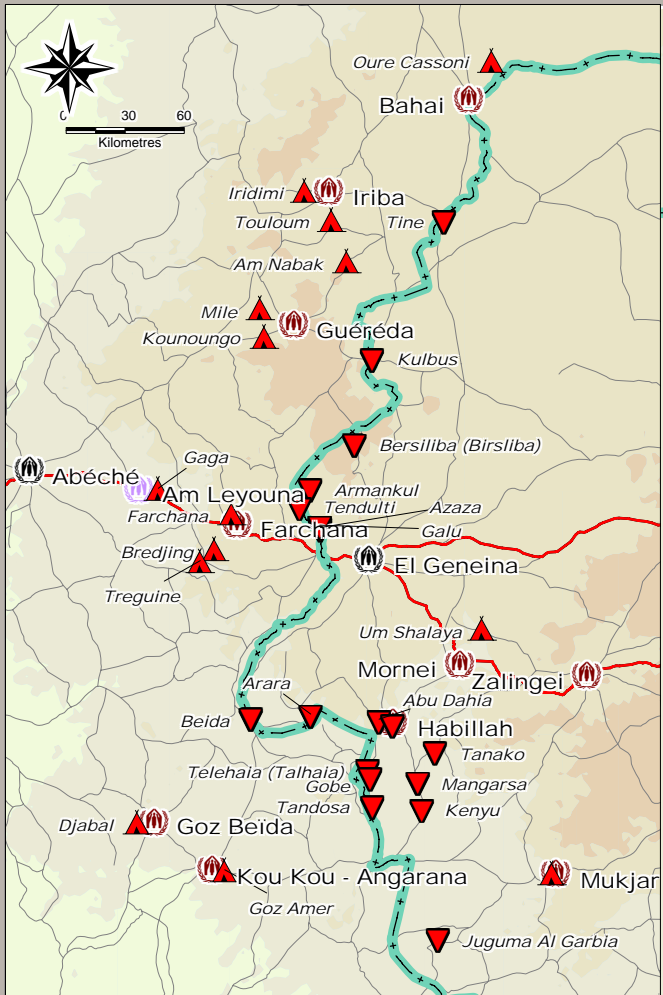 Oure Cassoni
Bahai
0 30 60
Kilometres
Iridimi
Iriba
Touloum
Tine
Am Nabak
Mile
Guéréda
Kounoungo
Kulbus
Bersiliba (Birsliba)
Gaga
Abéché
Am Leyouna
Armankul
Tendulti
Azaza
Farchana
Farchana
Galu
Bredjing
El Geneina
Treguine
Um Shalaya
Mornei
Zalingei
Arara
Abu Dahia
Beida
Habillah
Tanako
Telehaia (Talhaia)
Gobe
Mangarsa
Tandosa
Kenyu
Djabal
Goz Beïda
Kou Kou - Angarana
Mukjar
Goz Amer
Juguma Al Garbia